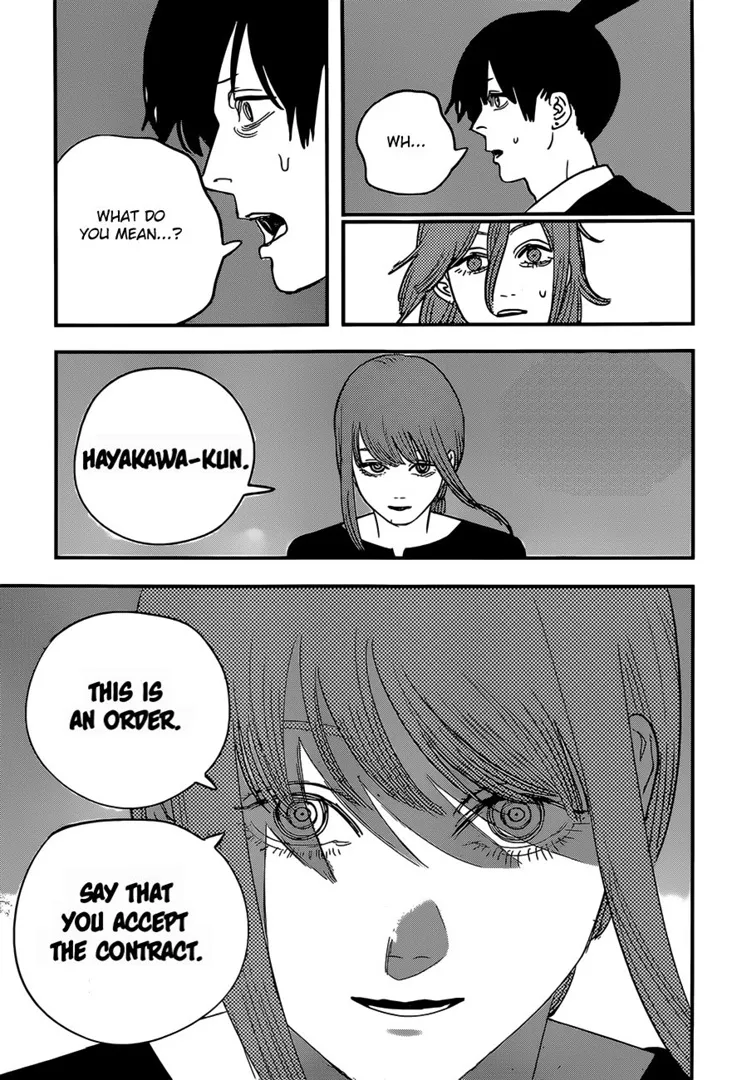 WH...
WHAT DO
YOU MEAN...?
HAYAKAWA-KUN.
THIS IS
AN ORDER.
SAY THAT
YOU ACCEPT
THE CONTRACT.